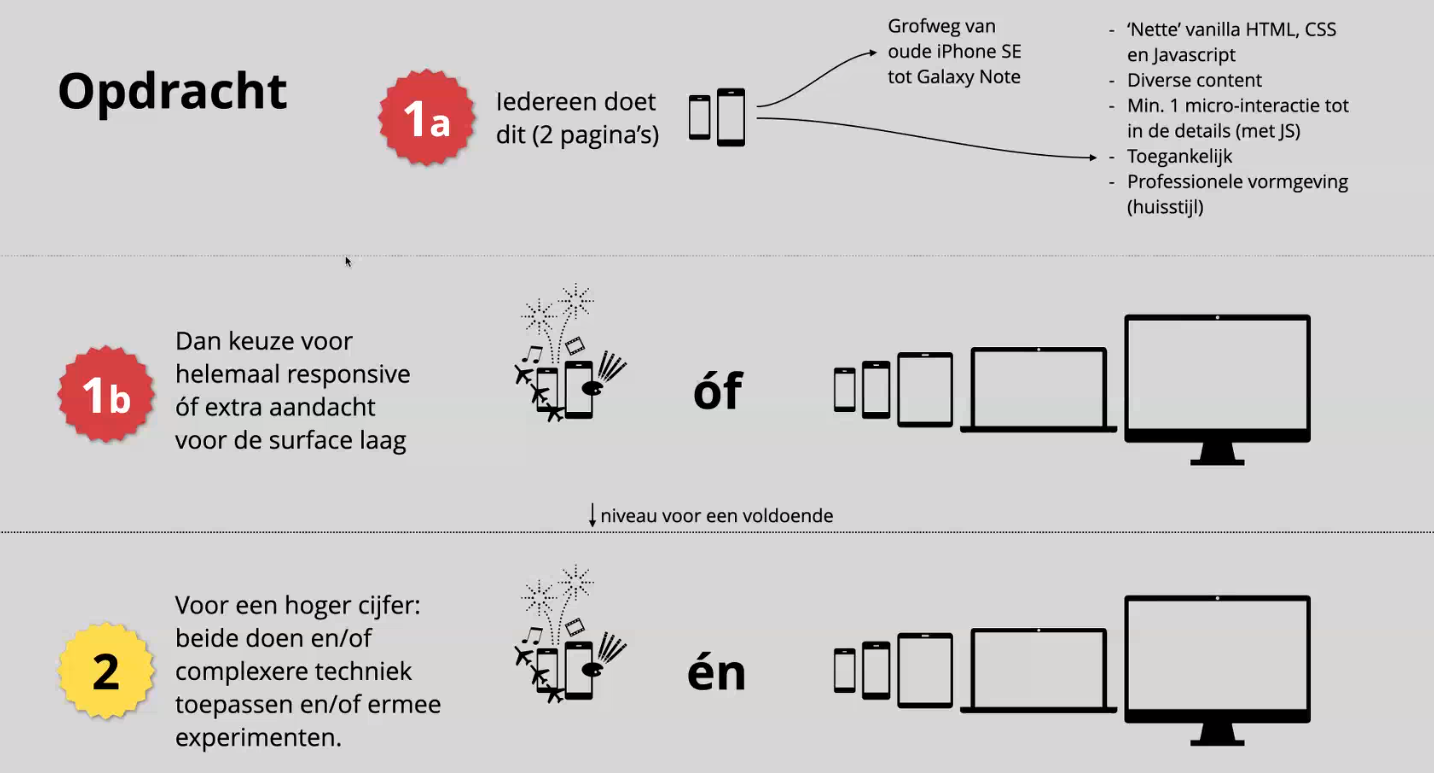 Opdracht
1a
Iedereen doet
dit (2 pagina’s)
Grofweg van
oude iPhone SE
tot Galaxy Note
- ‘Nette’ vanilla HTML, CSS
en Javascript
- Diverse content
- Min. 1 micro-interactie tot
in de details (met JS)
- Toegankelijk
- Professionele vormgeving
(huisstijl)
1b
Dan keuze voor
helemaal responsive
óf extra aandacht
voor de surface laag
óf
niveau voor een voldoende
2
Voor een hoger cijfer:
beide doen en/of
complexere techniek
toepassen en/of ermee
experimenten.
én